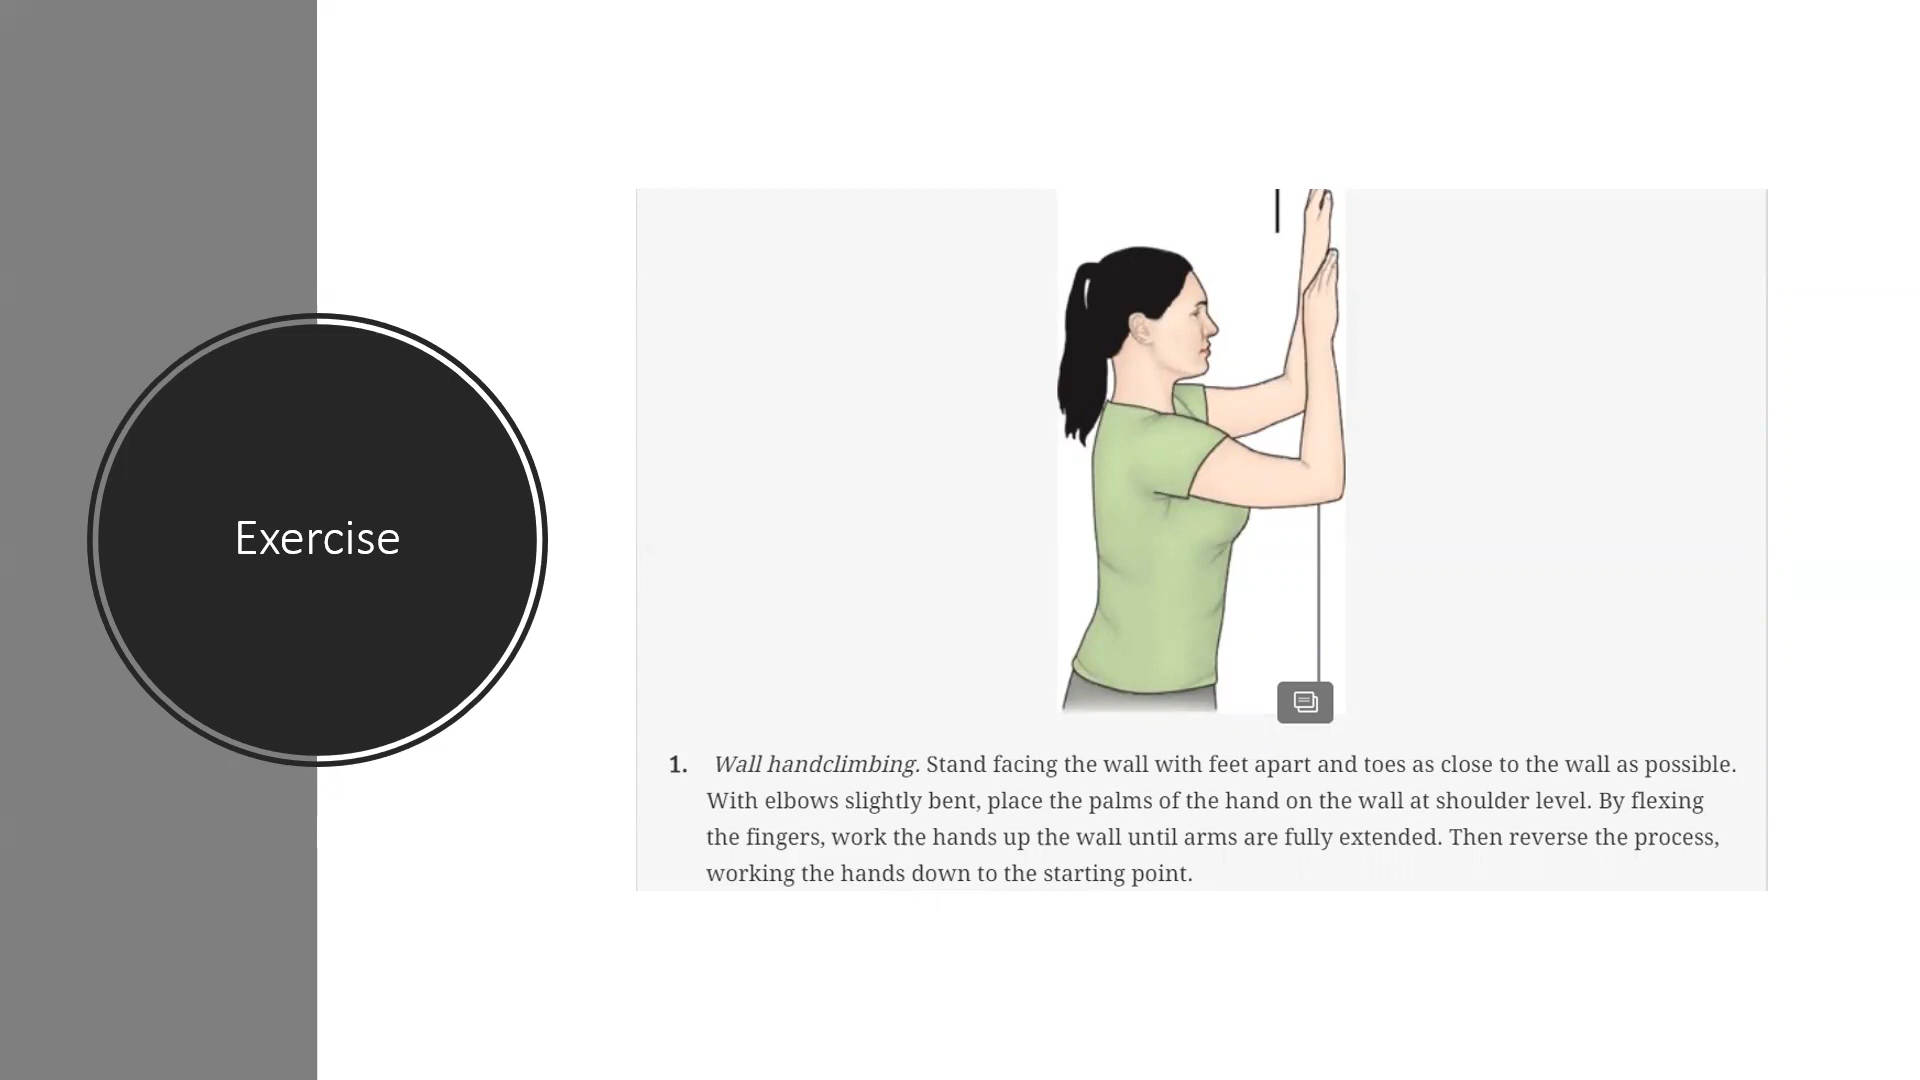 Exercise
1. Wall handclimbing. Stand facing the wall with feet apart and toes as close to the wall as possible.
With elbows slightly bent, place the palms of the hand on the wall at shoulder level. By flexing
the fingers, work the hands up the wall until arms are fully extended. Then reverse the process,
working the hands down to the starting point.